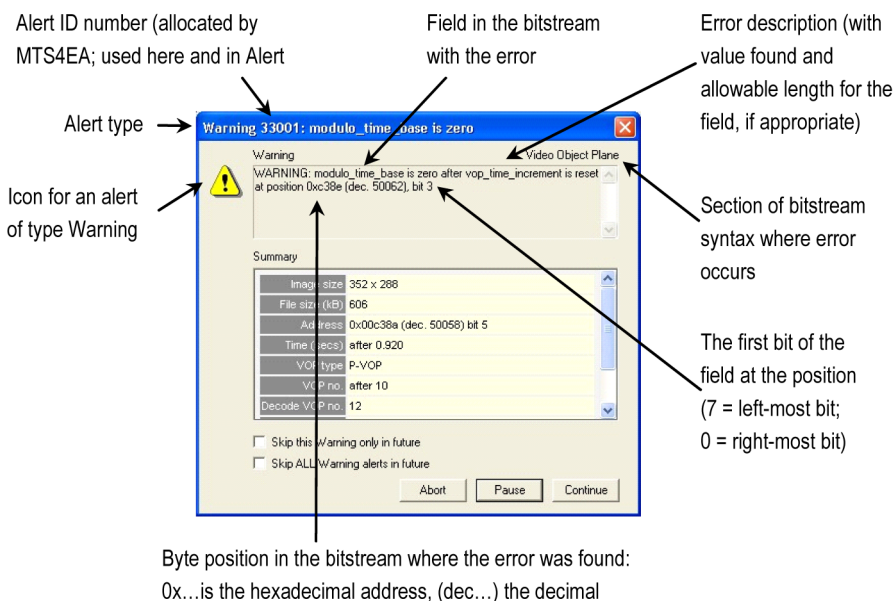 Alert ID number (allocated by
MTS4EA; used here and in Alert
Field in the bitstream
with the error
Error description (with
value found and
allowable length for the
field, if appropriate)
Alert type
Warning 33001: modulo_time_base is zero
Warning
Video Object Plane
WARNING: modulo_time_base is zero after vop_time_increment is reset
at position 0xc38e (dec. 50062), bit 3
Icon for an alert
of type Warning
Section of bitstream
syntax where error
occurs
Summary
Image size 352 x 288
File size (kB) 606
Address 0x00c38a (dec. 50058) bit 5
Time (secs) after 0.920
VOP type P-VOP
VOP no. after 10
Decode VOP no. 12
The first bit of the
field at the position
(7 = left-most bit;
0 = right-most bit)
Skip this Warning only in future
Skip ALL Warning alerts in future
Abort Pause Continue
Byte position in the bitstream where the error was found:
0x…is the hexadecimal address, (dec…) the decimal